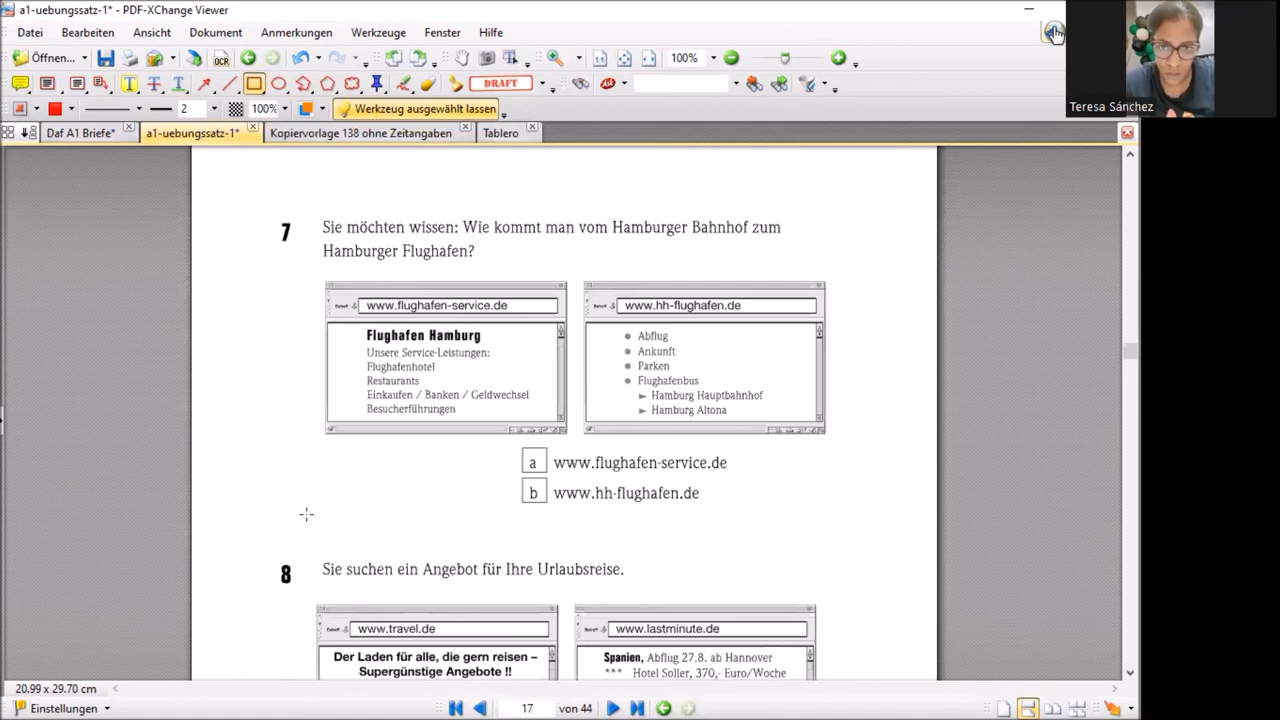 a1-uebungssatz-1* - PDF-XChange Viewer
Datei Bearbeiten Ansicht Dokument Anmerkungen Werkzeuge Fenster Hilfe
Öffnen... OCR 100%
DRAFT
2 100% Werkzeug ausgewählt lassen
Daf A1 Briefe* a1-uebungssatz-1* Kopiervorlage 138 ohne Zeitangaben Tablero
Teresa Sánchez
7 Sie möchten wissen: Wie kommt man vom Hamburger Bahnhof zum
Hamburger Flughafen?
www.flughafen-service.de
Flughafen Hamburg
Unsere Service-Leistungen:
Flughafenhotel
Restaurants
Einkaufen / Banken / Geldwechsel
Besucherführungen
www.hh-flughafen.de
• Abflug
• Ankunft
• Parken
• Flughafenbus
► Hamburg Hauptbahnhof
► Hamburg Altona
a www.flughafen-service.de
b www.hh-flughafen.de
8 Sie suchen ein Angebot für Ihre Urlaubsreise.
www.travel.de
Der Laden für alle, die gern reisen –
Supergünstige Angebote !!
www.lastminute.de
Spanien, Abflug 27.8. ab Hannover
*** Hotel Soller, 370,- Euro/Woche
20.99 x 29.70 cm
Einstellungen 17 von 44